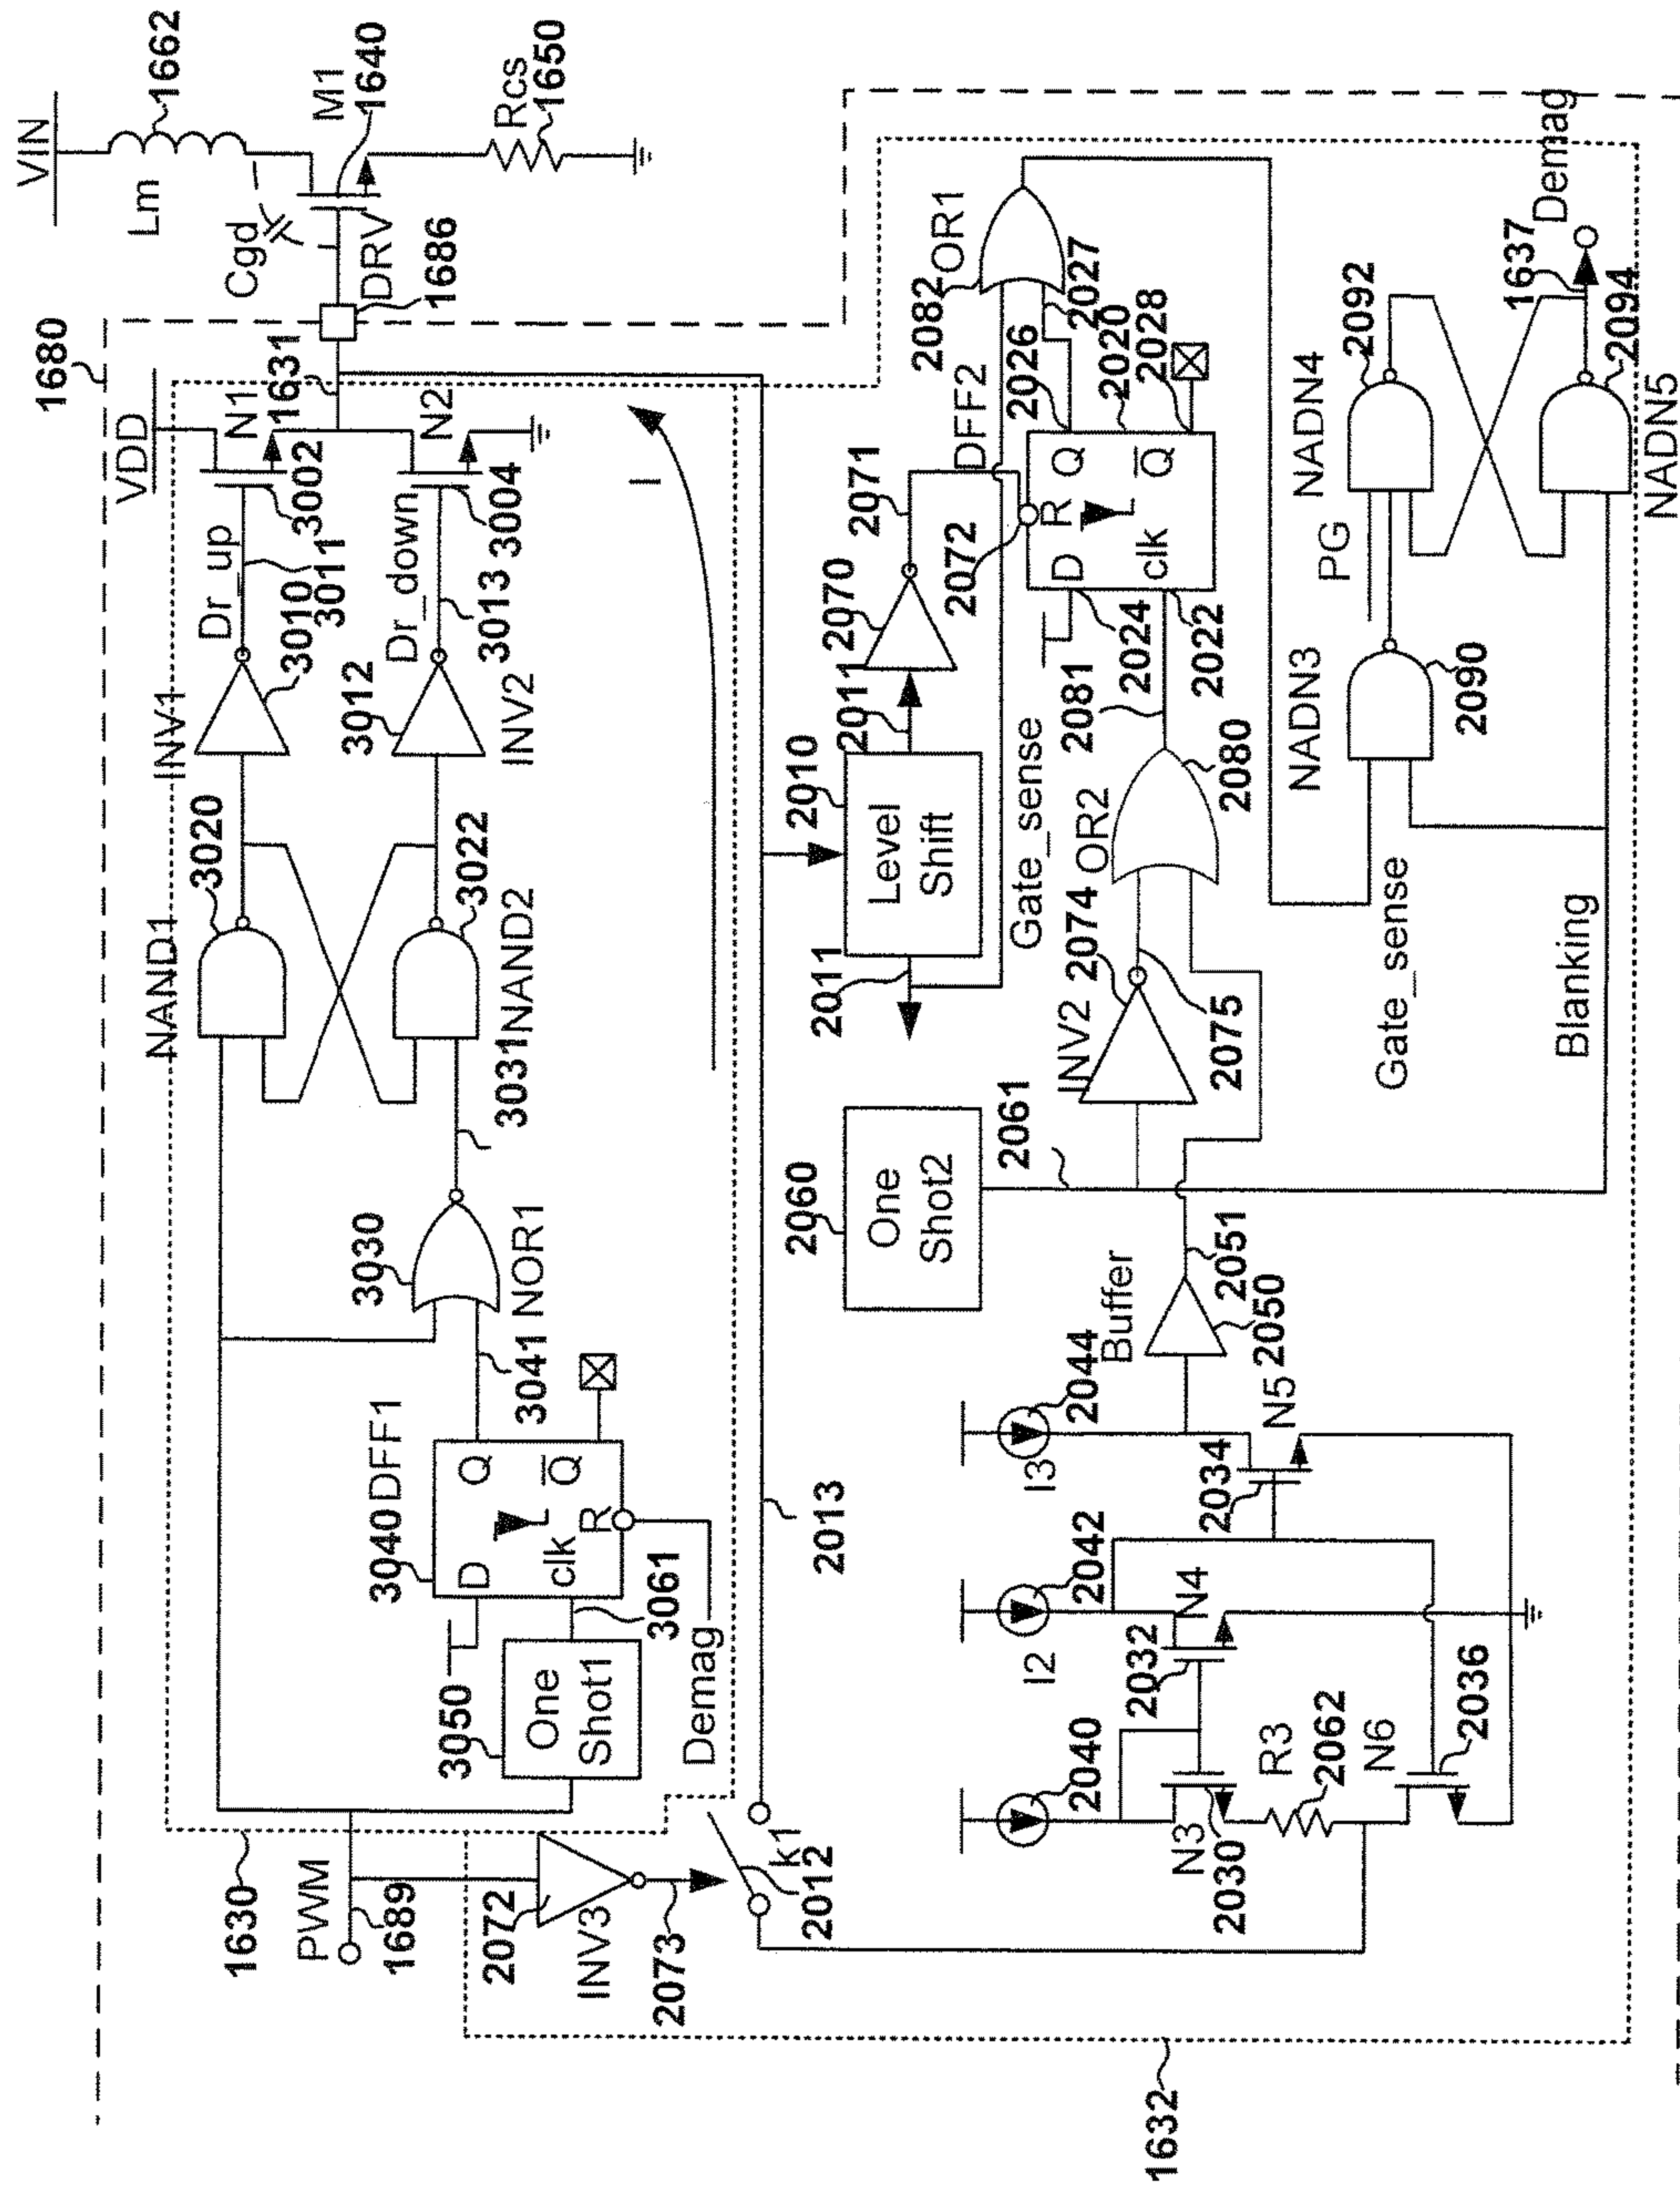 1680
VIN
1662
Lm
VDD
Cgd
M1
1640
DRV
1686
Rcs
1650
NAND1
3020
INV1
Dr_up
3010
3011
N1
3002
1631
3012
Dr_down
3013
N2
3004
INV2
3022
NAND2
3031
3030
NOR1
3041
3040
DFF1
D
Q
Q
clk
R
3061
3050
One
Shot1
Demag
I
1630
PWM
1689
2072
INV3
2073
k1
2012
2013
2010
Level
Shift
2011
2011
2070
2071
2072
DFF2
Gate_sense
D
R
Q
Q
clk
2024
2022
2026
2020
2028
2027
2082
OR1
2081
OR2
2080
2074
INV2
2075
2060
One
Shot2
2061
Buffer
2051
2050
2044
I3
N5
2034
2042
I2
N4
2032
2040
N3
2030
R3
2062
N6
2036
Gate_sense
Blanking
NADN3
2090
PG
NADN4
2092
1637
Demag
2094
NADN5
1632